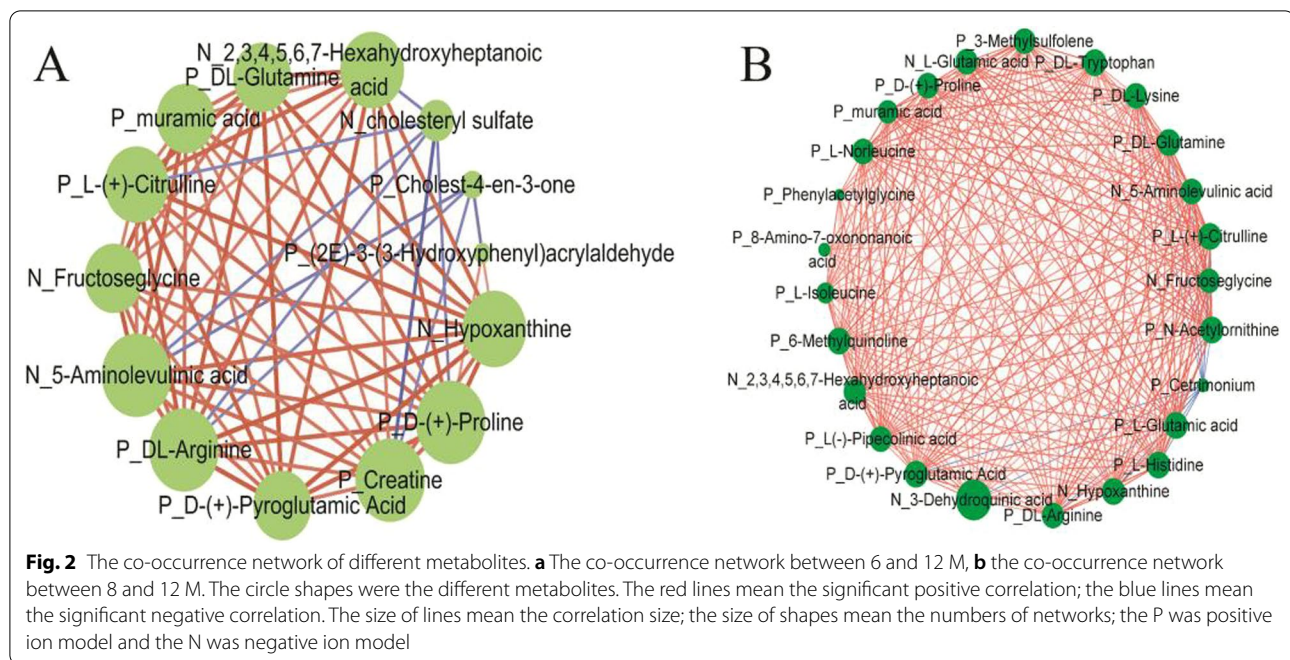 A
N_2,3,4,5,6,7-Hexahydroxyheptanoic
acid
P_DL-Glutamine
P_muramic acid
N_cholesteryl sulfate
P_L-(+)-Citrulline
P_Cholest-4-en-3-one
P_(2E)-3-(3-Hydroxyphenyl)acrylaldehyde
N_Fructoseglycine
N_Hypoxanthine
N_5-Aminolevulinic acid
P_D-(+)-Proline
P_DL-Arginine
P_Creatine
P_D-(+)-Pyroglutamic Acid
B
P_3-Methylsulfolene
N_L-Glutamic acid
P_DL-Tryptophan
P_D-(+)-Proline
P_DL-Lysine
P_muramic acid
P_DL-Glutamine
P_L-Norleucine
N_5-Aminolevulinic acid
P_Phenylacetylglycine
P_L-(+)-Citrulline
P_8-Amino-7-oxononanoic
acid
N_Fructoseglycine
P_L-Isoleucine
P_N-Acetylornithine
P_6-Methylquinoline
P_Cetrimonium
N_2,3,4,5,6,7-Hexahydroxyheptanoic
acid
P_L-Glutamic acid
P_L(-)-Pipecolinic acid
P_L-Histidine
P_D-(+)-Pyroglutamic Acid
N_Hypoxanthine
N_3-Dehydroquinic acid
P_DL-Arginine
Fig. 2 The co-occurrence network of different metabolites. a The co-occurrence network between 6 and 12 M, b the co-occurrence network
between 8 and 12 M. The circle shapes were the different metabolites. The red lines mean the significant positive correlation; the blue lines mean
the significant negative correlation. The size of lines mean the correlation size; the size of shapes mean the numbers of networks; the P was positive
ion model and the N was negative ion model